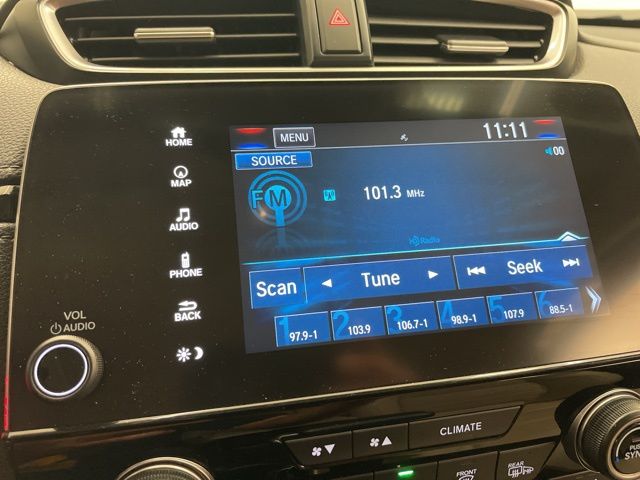 MENU
11:11
SOURCE
00
HOME
MAP
AUDIO
PHONE
BACK
FM
101.3 MHz
HD Radio
Scan
Tune
Seek
1 97.9-1
2 103.9
3 106.7-1
4 98.9-1
5 107.9
6 88.5-1
VOL
AUDIO
CLIMATE
FRONT
REAR
SYNC